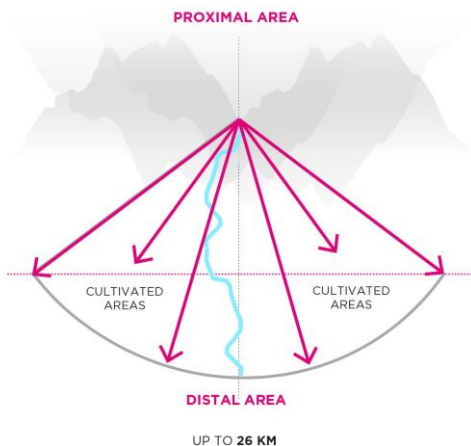 PROXIMAL AREA
CULTIVATED
AREAS
CULTIVATED
AREAS
DISTAL AREA
UP TO 26 KM